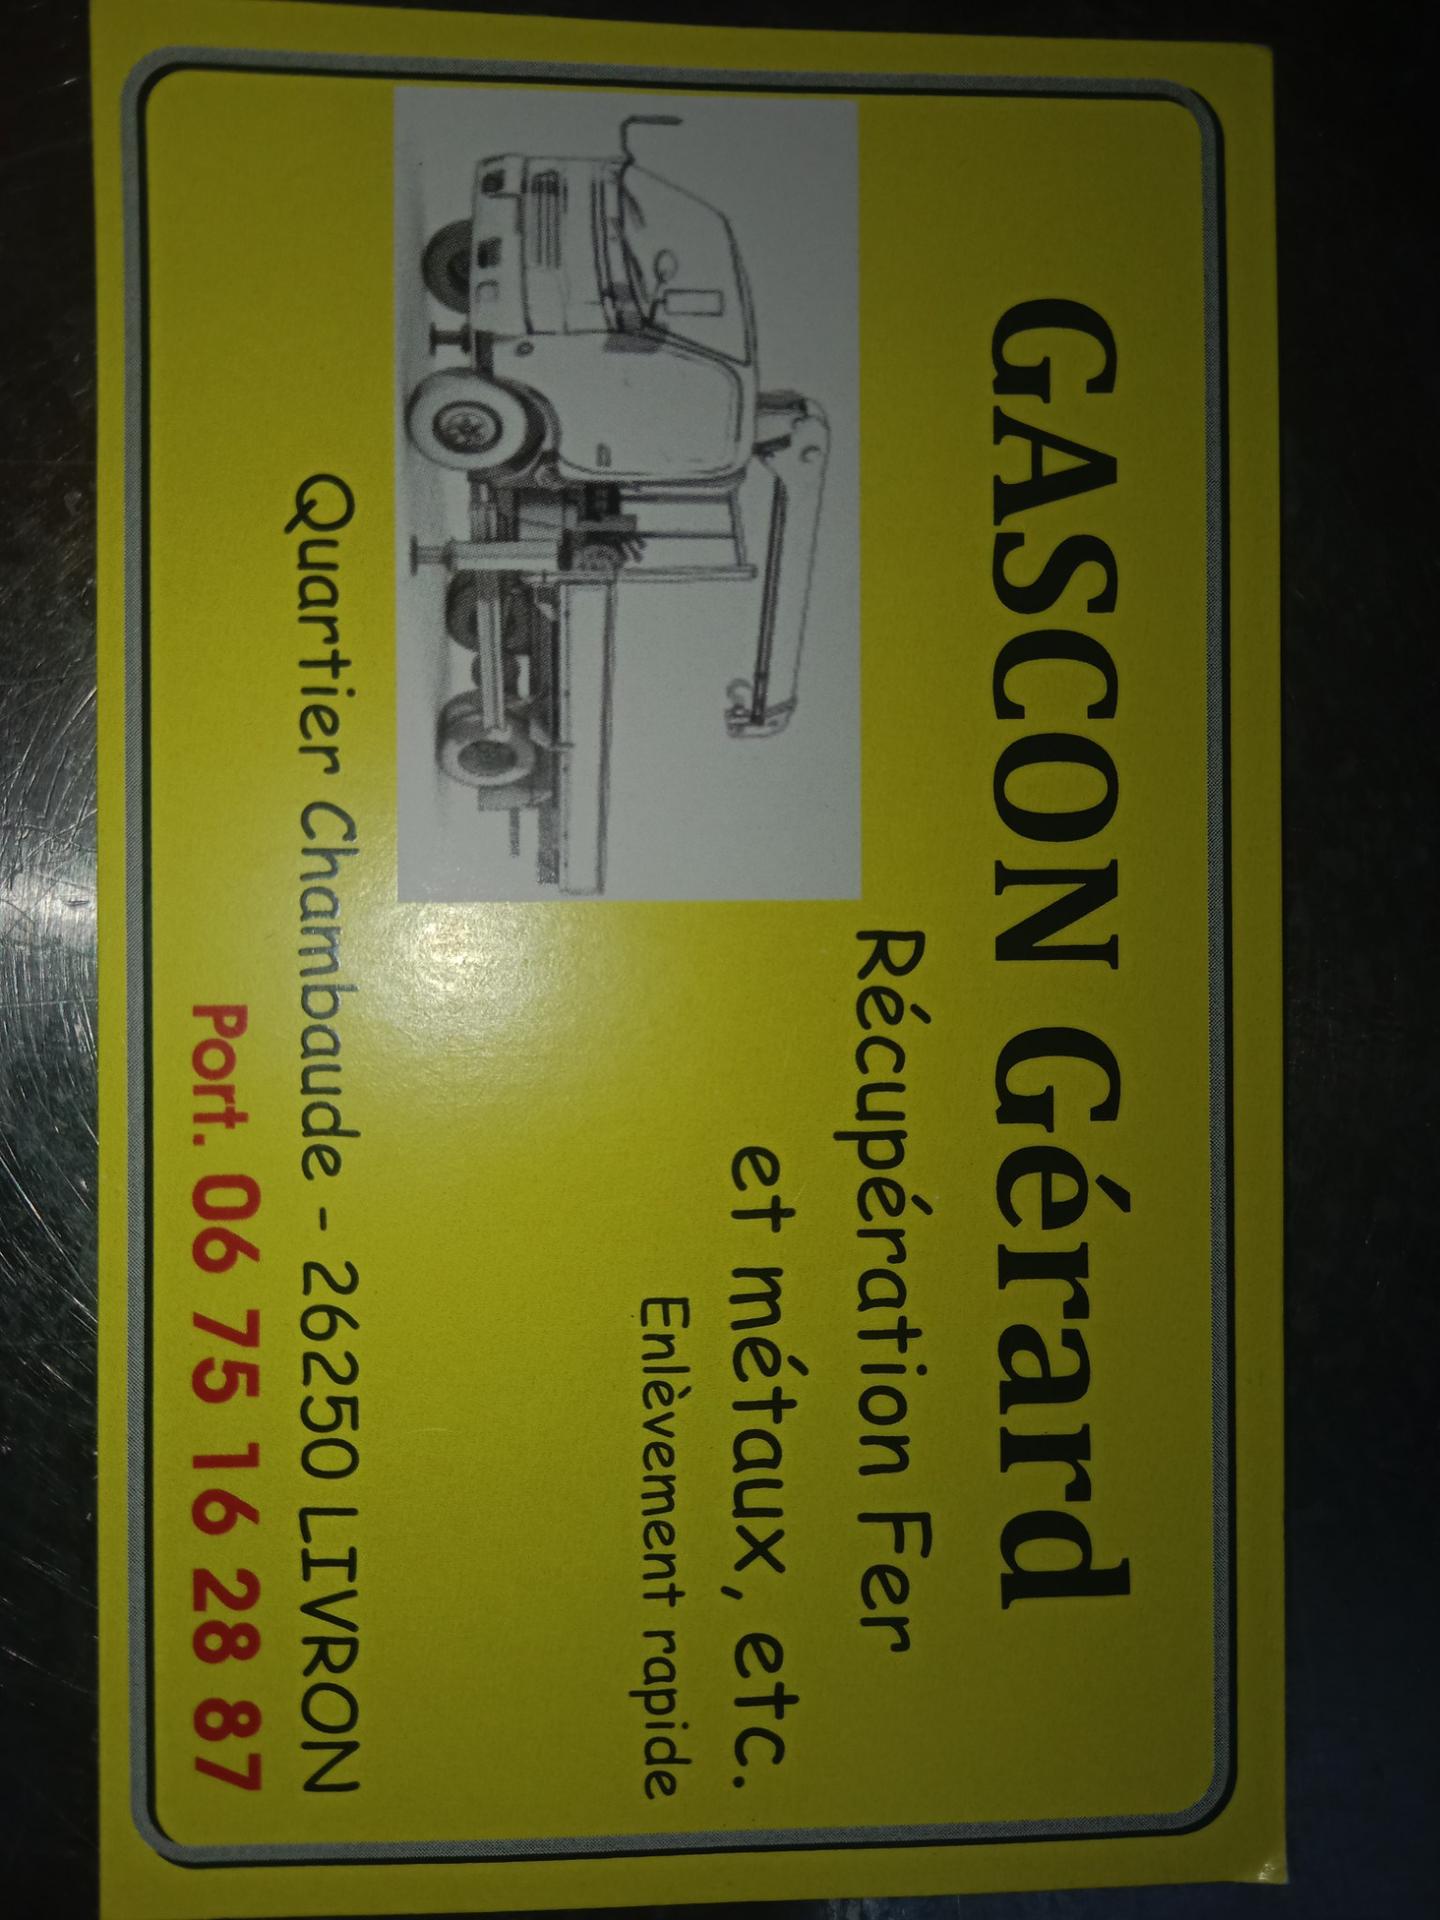 GASCON Gérard
Récupération Fer
et métaux, etc.
Enlèvement rapide
Quartier Chambaude - 26250 LIVRON
Port. 06 75 16 28 87